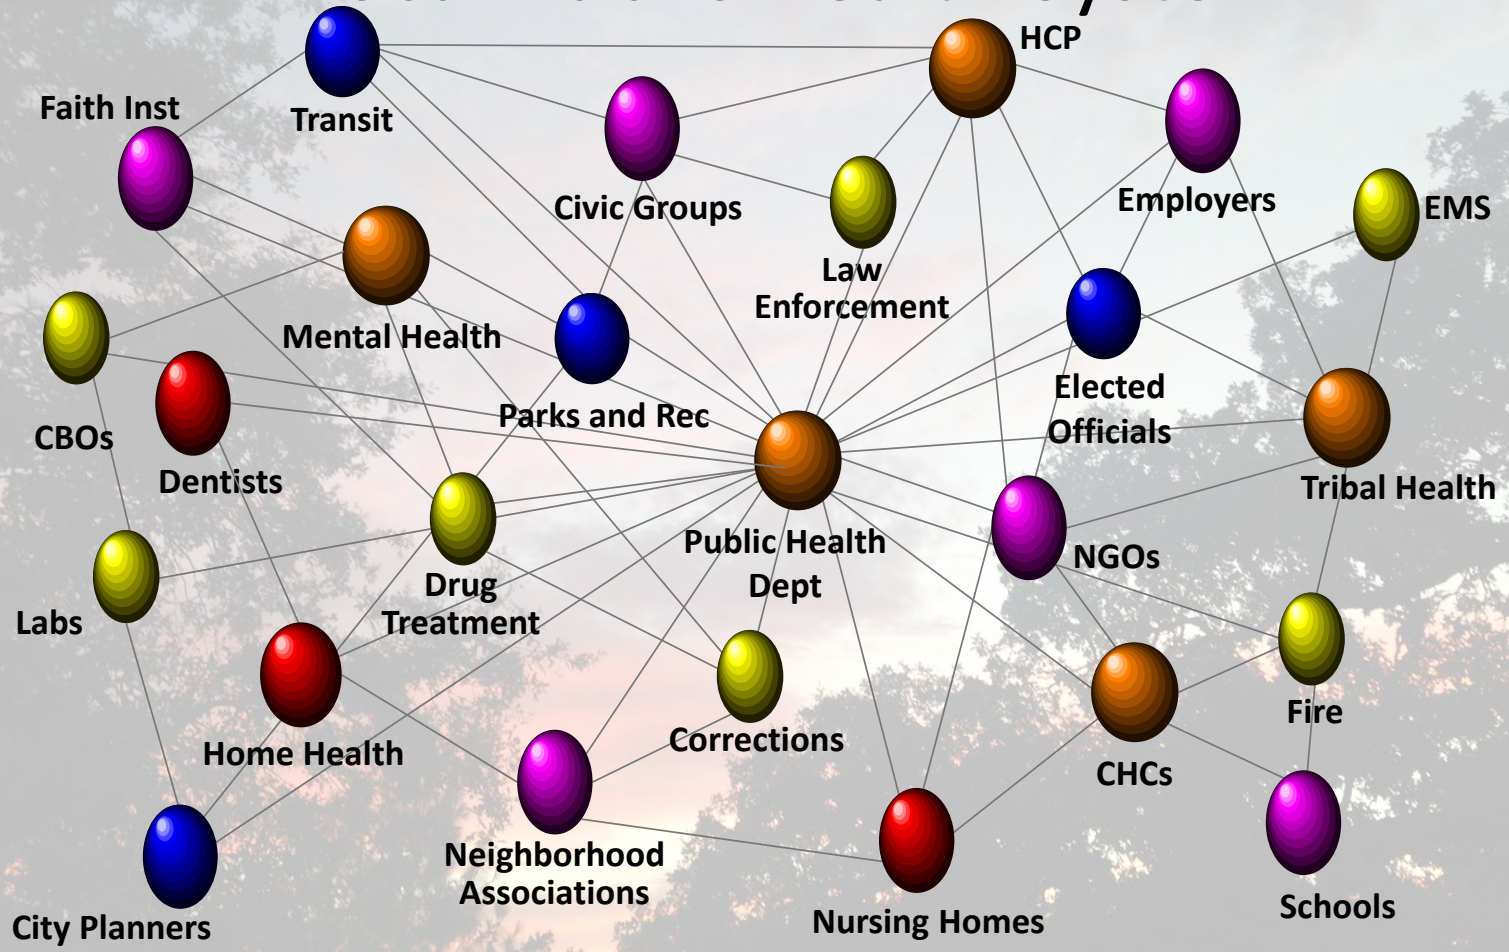 HCP
Faith Inst
Transit
Civic Groups
Employers
EMS
Law
Enforcement
Mental Health
Elected
Officials
CBOs
Parks and Rec
Dentists
Tribal Health
Public Health
Dept
NGOs
Drug
Treatment
Labs
Fire
Home Health
Corrections
CHCs
Neighborhood
Associations
Schools
City Planners
Nursing Homes